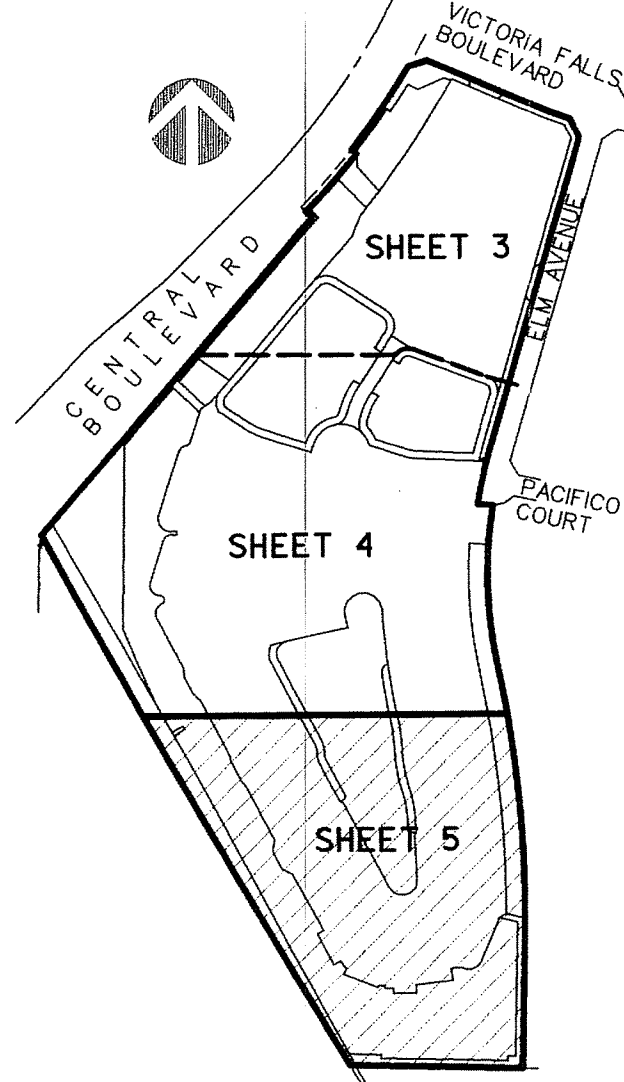 VICTORIA FALLS
BOULEVARD
SHEET 3
ELM AVENUE
CENTRAL
BOULEVARD
PACIFICO
COURT
SHEET 4
SHEET 5